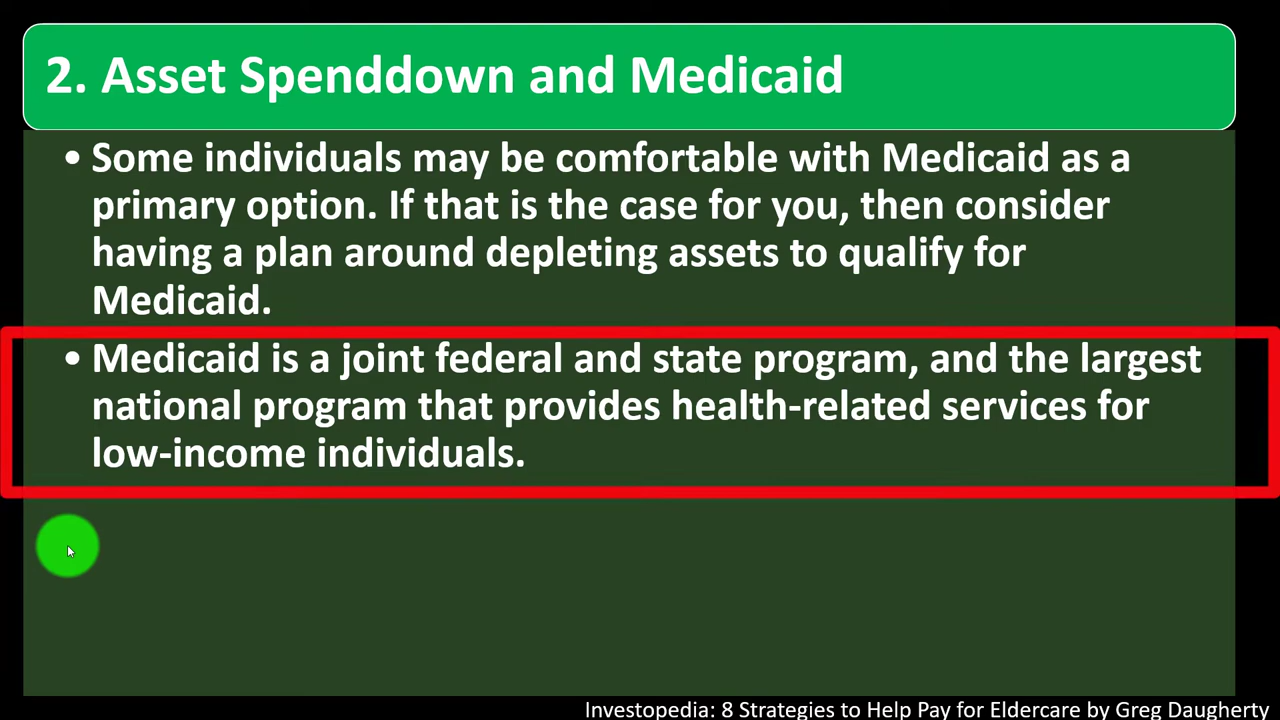 2. Asset Spenddown and Medicaid
• Some individuals may be comfortable with Medicaid as a
primary option. If that is the case for you, then consider
having a plan around depleting assets to qualify for
Medicaid.
• Medicaid is a joint federal and state program, and the largest
national program that provides health-related services for
low-income individuals.
Investopedia: 8 Strategies to Help Pay for Eldercare by Greg Daugherty